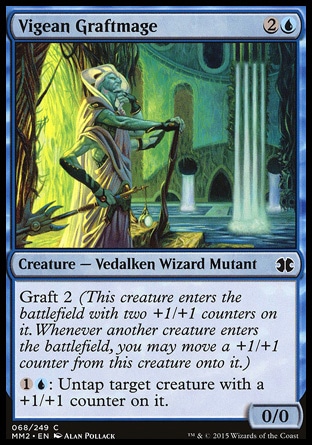 Vigean Graftmage 2
Creature — Vedalken Wizard Mutant
Graft 2 (This creature enters the
battlefield with two +1/+1 counters on
it. Whenever another creature enters
the battlefield, you may move a +1/+1
counter from this creature onto it.)
1 : Untap target creature with a
+1/+1 counter on it.
0/0
068/249 C
MM2 • EN Alan Pollack
™ & © 2015 Wizards of the Coast